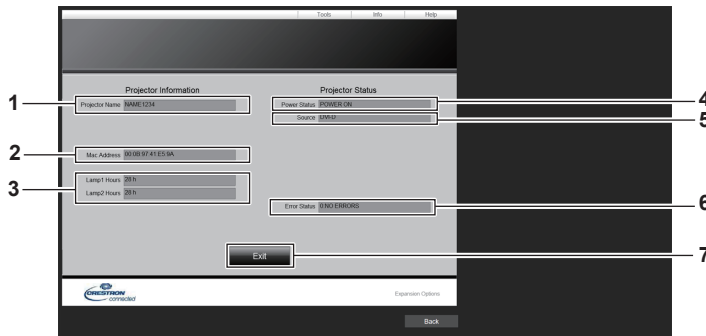 Tools Info Help
Projector Information Projector Status
1 Projector Name NAME1234 Power Status POWER ON 4
Source DVI-D 5
2 Mac Address 00:0B:97:41:E5:9A
3 Lamp1 Hours 28 h
Lamp2 Hours 28 h
Error Status 0:NO ERRORS 6
Exit 7
CRESTRON
connected Expansion Options
Back